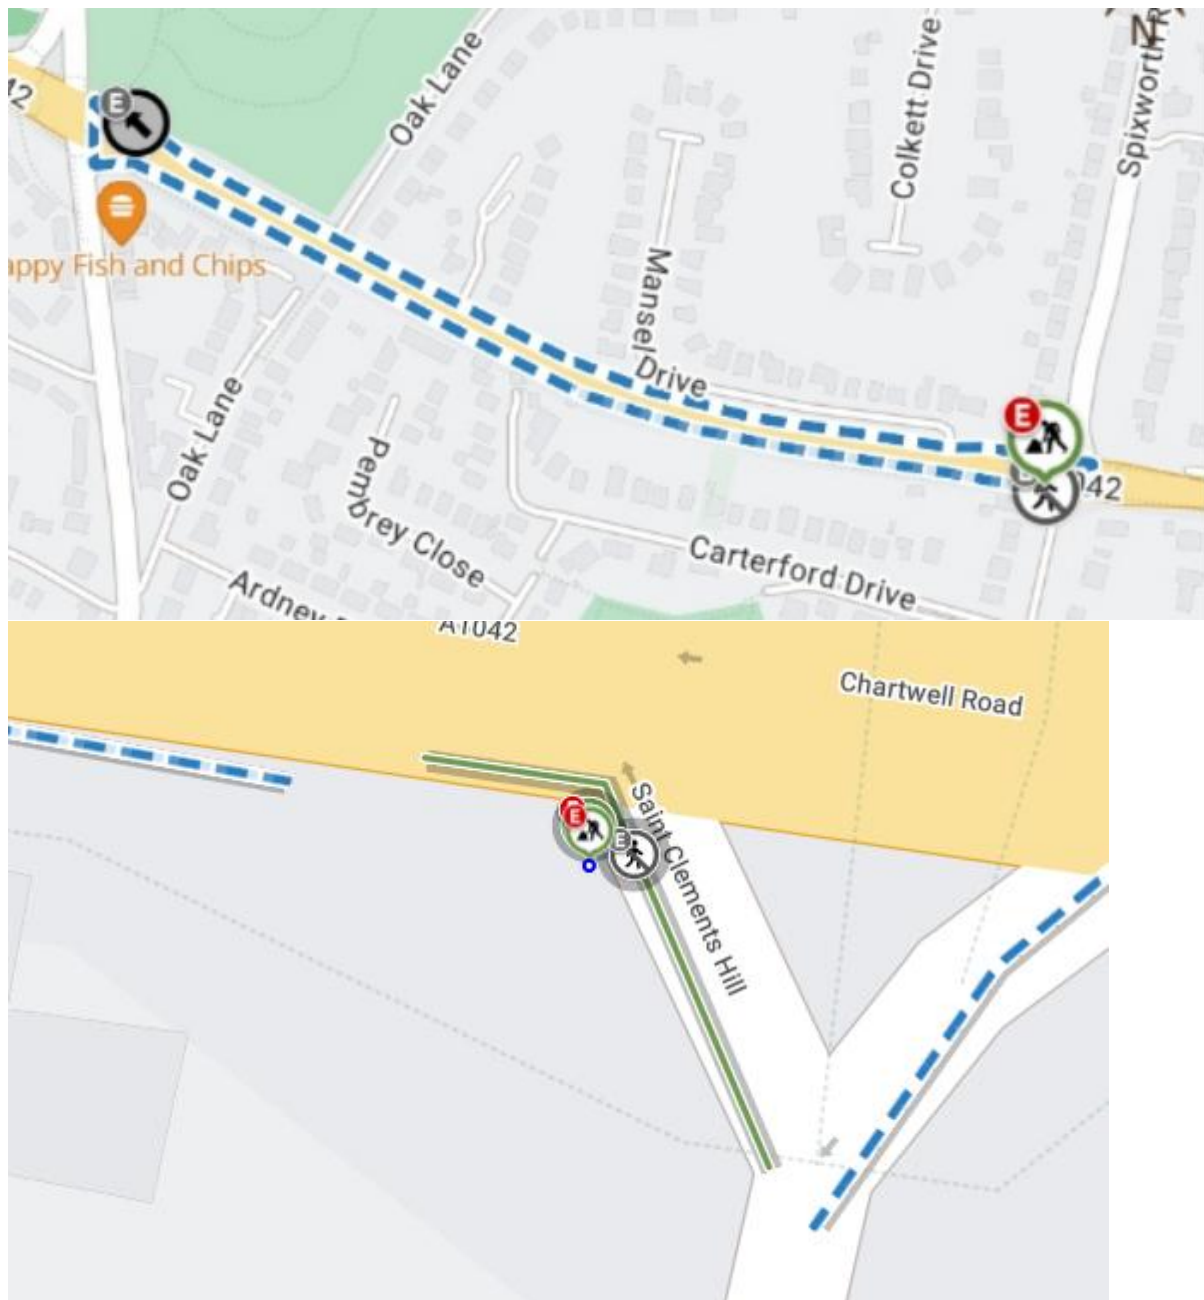 N
Oak Lane
Colkett Drive
Spixworth R
42
E
appy Fish and Chips
Mansel
Drive
E
042
Oak Lane
Pembrey Close
Carterford Drive
Ardney
A1042
Chartwell Road
Saint Clements Hill
E
E